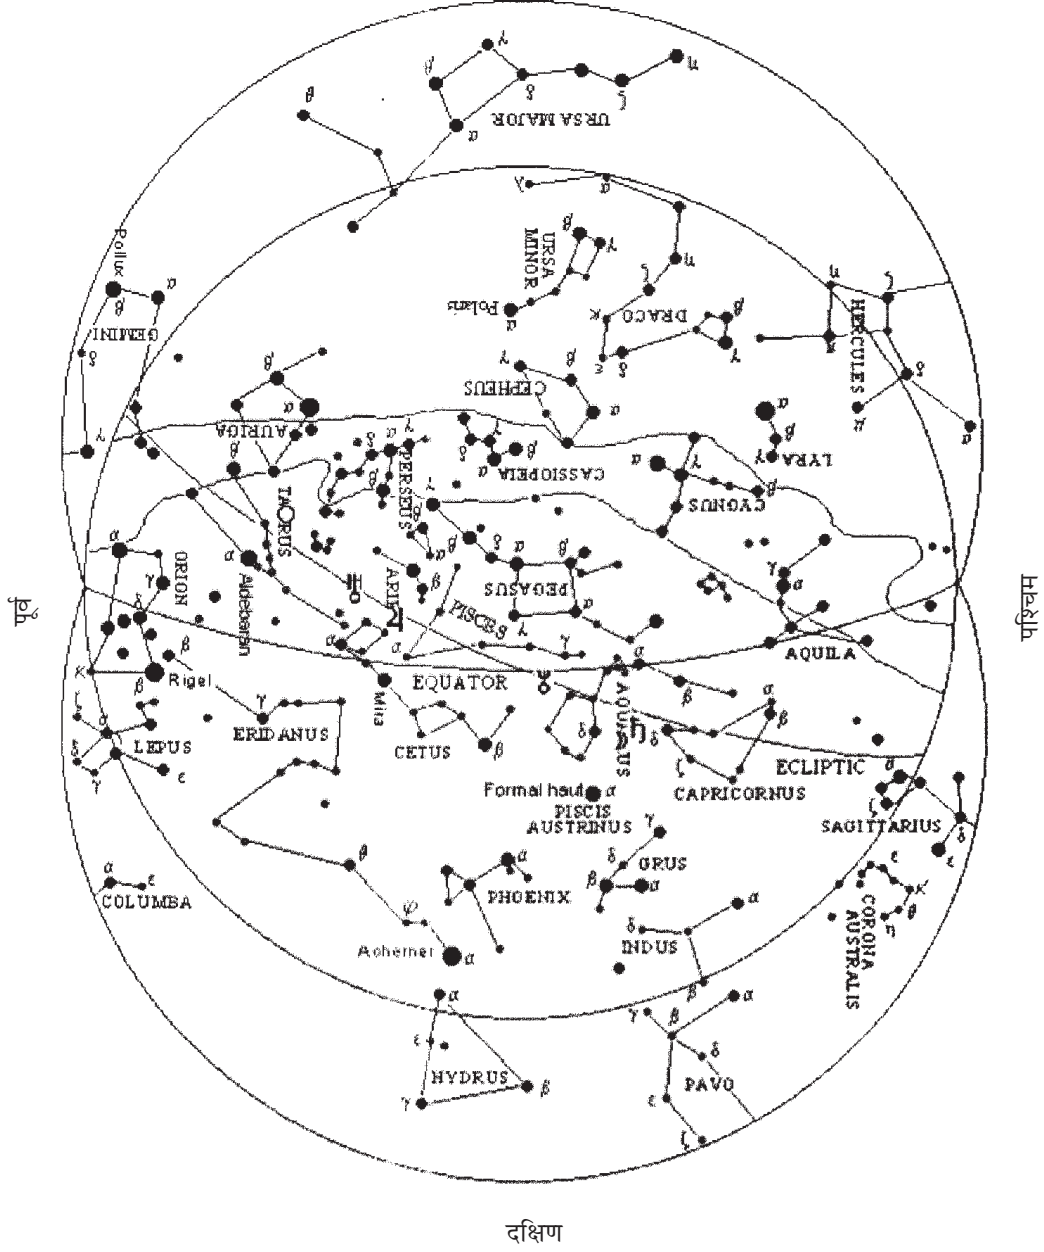 γ
β
η
ζ
δ
α
URSA MAJOR
θ
λ
α
URSA
MINOR
β
γ
η
ζ
Polaris
α
κ
DRACO
β
γ
ε
δ
Pollux
β
α
GEMINI
δ
γ
η
ζ
HERCULES
π
δ
μ
α
γ
β
CEPHEUS
α
β
α
AURIGA
β
δ
α
γ
PERSEUS
β
δ
γ
β
α
CASSIOPEIA
α
β
γ
LYRA
α
γ
β
CYGNUS
TAURUS
α
Aldebaran
α
ORION
γ
δ
κ
β
Rigel
पूर्व
पश्चिम
γ
δ
β
δ
α
β
PEGASUS
γ
α
α
β
PISCES
α
γ
γ
α
AQUILA
α
EQUATOR
Mira
α
β
AQUARIUS
δ
α
β
δ
ζ
CAPRICORNUS
ECLIPTIC
β
γ
ERIDANUS
CETUS
β
ζ
α
LEPUS
δ
γ
ε
Formal haut
α
PISCIS
AUSTRINUS
σ
ζ
SAGITTARIUS
δ
ε
γ
δ
GRUS
β
α
α
ε
COLUMBA
θ
α
PHOENIX
φ
Acherner
α
α
δ
INDUS
β
ε
κ
θ
η
CORONA
AUSTRALIS
α
ε
HYDRUS
γ
β
γ
β
α
δ
PAVO
ε
ζ
दक्षिण